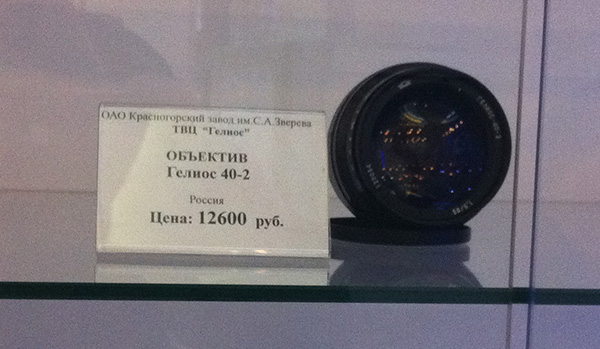 ОАО Красногорский завод им.С.А.Зверева
ТВЦ "Гелиос"
ОБЪЕКТИВ
Гелиос 40-2
Россия
Цена: 12600 руб.